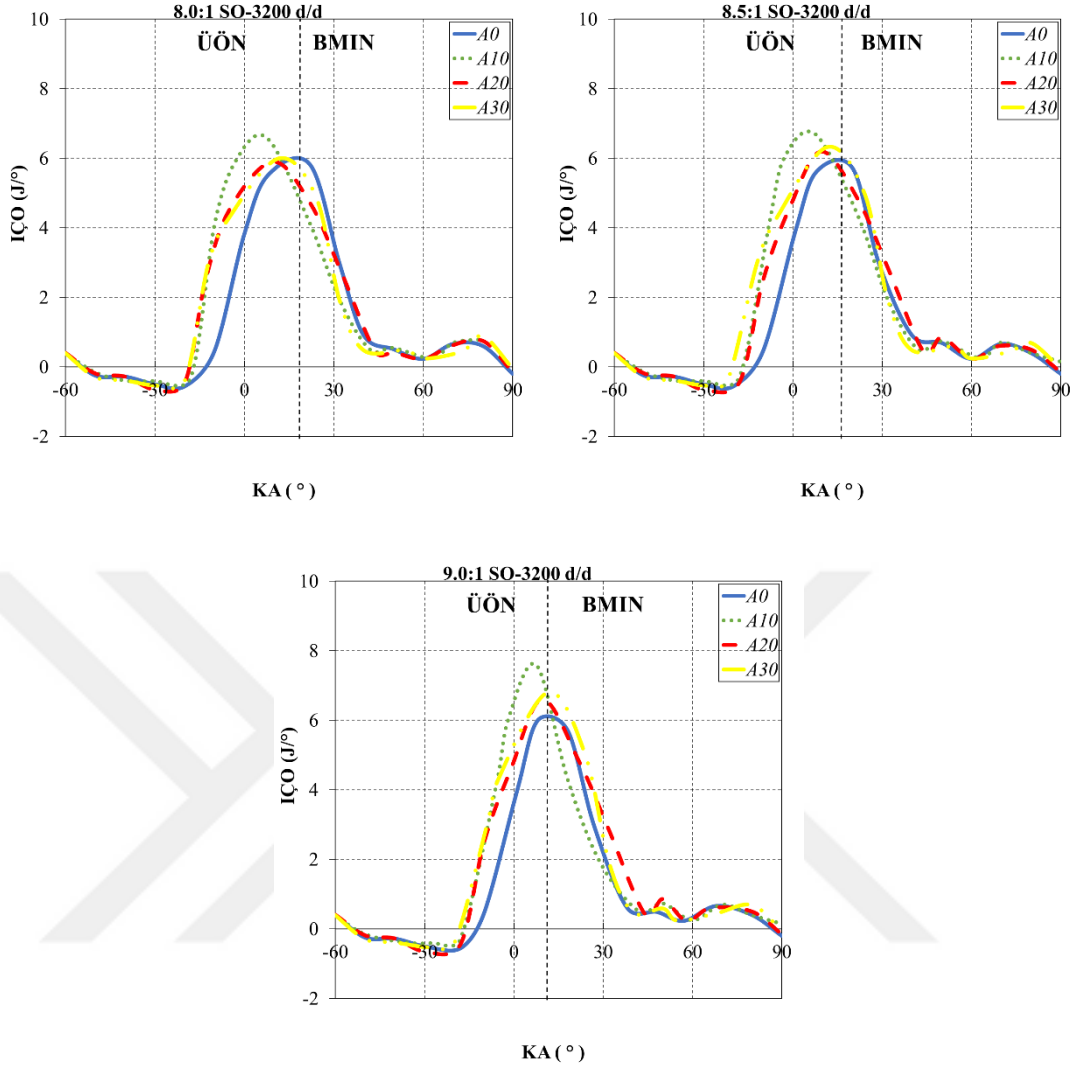 8.0:1 SO-3200 d/d
ÜÖN BMIN
A0
A10
A20
A30
10
8
6
4
2
0
-2
-60 -30 0 30 60 90
IÇO (J/°)
KA ( ° )
8.5:1 SO-3200 d/d
ÜÖN BMIN
A0
A10
A20
A30
10
8
6
4
2
0
-2
-60 -30 0 30 60 90
IÇO (J/°)
KA ( ° )
9.0:1 SO-3200 d/d
ÜÖN BMIN
A0
A10
A20
A30
10
8
6
4
2
0
-2
-60 -30 0 30 60 90
IÇO (J/°)
KA ( ° )